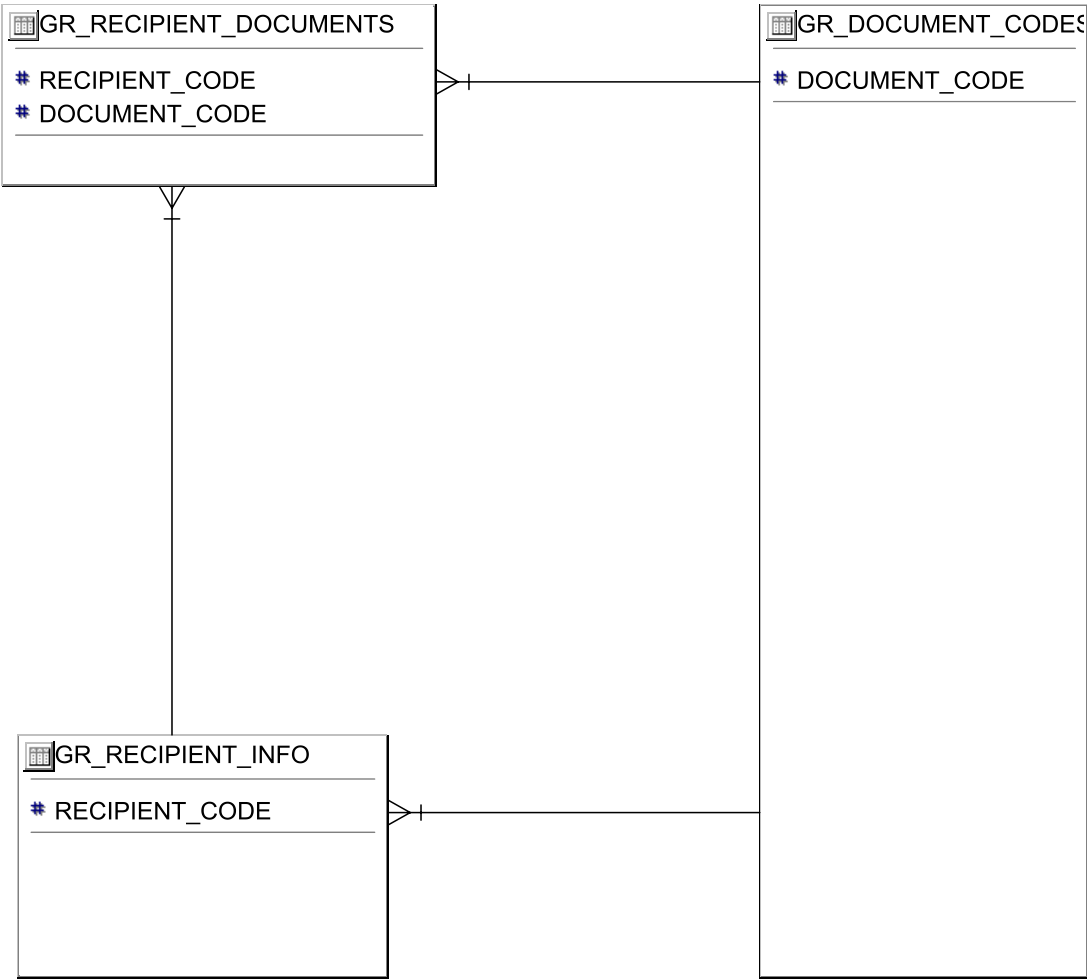 GR_RECIPIENT_DOCUMENTS
# RECIPIENT_CODE
# DOCUMENT_CODE
GR_DOCUMENT_CODES
# DOCUMENT_CODE
GR_RECIPIENT_INFO
# RECIPIENT_CODE